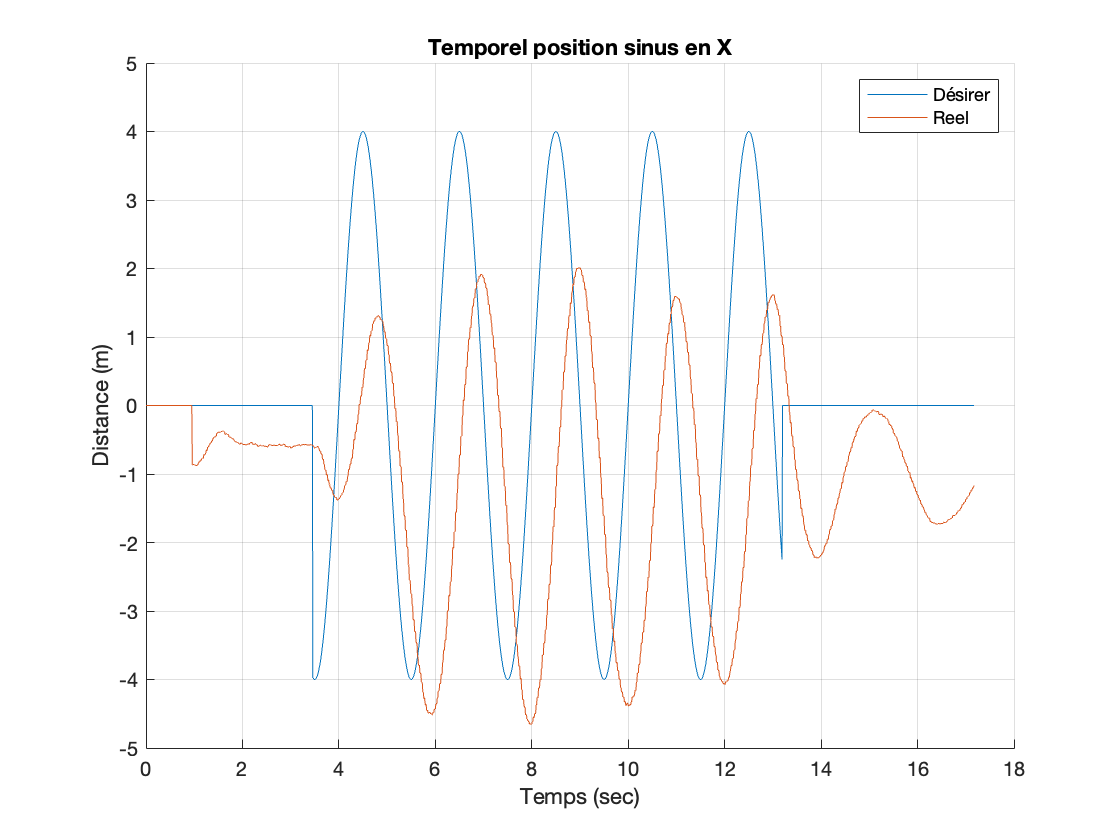 Temporel position sinus en X
5
4
3
2
1
0
-1
-2
-3
-4
-5
Distance (m)
Désirer
Reel
0 2 4 6 8 10 12 14 16 18
Temps (sec)